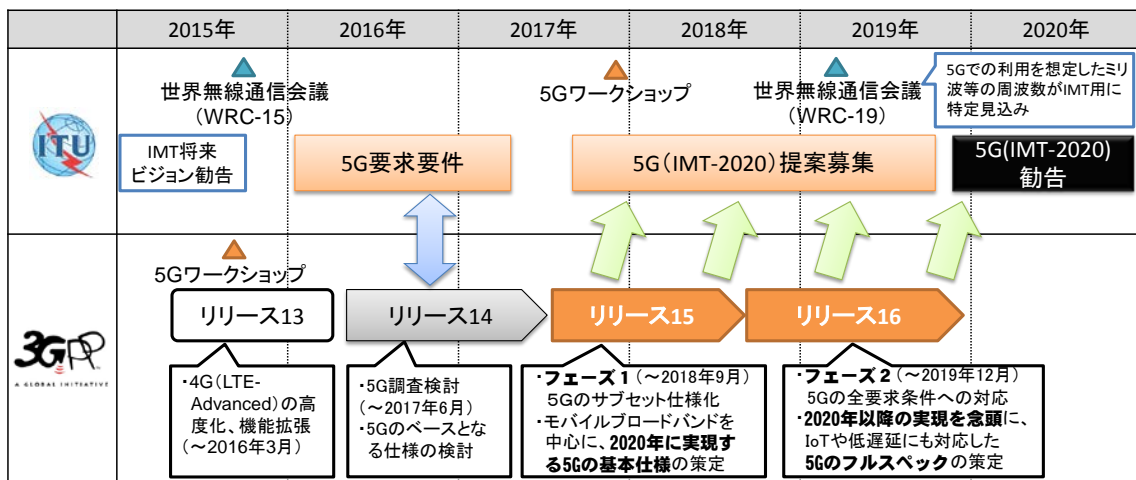 2015年 2016年 2017年 2018年 2019年 2020年
ITU
世界無線通信会議
(WRC-15)
5Gワークショップ
世界無線通信会議
(WRC-19)
5Gでの利用を想定したミリ
波等の周波数がIMT用に
特定見込み
IMT将来
ビジョン勧告
5G要求要件
5G(IMT-2020)提案募集
5G(IMT-2020)
勧告
3GPP
A GLOBAL INITIATIVE
5Gワークショップ
リリース13
リリース14
リリース15
リリース16
・4G(LTE-
Advanced)の高
度化、機能拡張
(～2016年3月)
・5G調査検討
(～2017年6月)
・5Gのベースとな
る仕様の検討
・フェーズ1(～2018年9月)
5Gのサブセット仕様化
・モバイルブロードバンドを
中心に、2020年に実現す
る5Gの基本仕様の策定
・フェーズ2(～2019年12月)
5Gの全要求条件への対応
・2020年以降の実現を念頭に、
IoTや低遅延にも対応した
5Gのフルスペックの策定